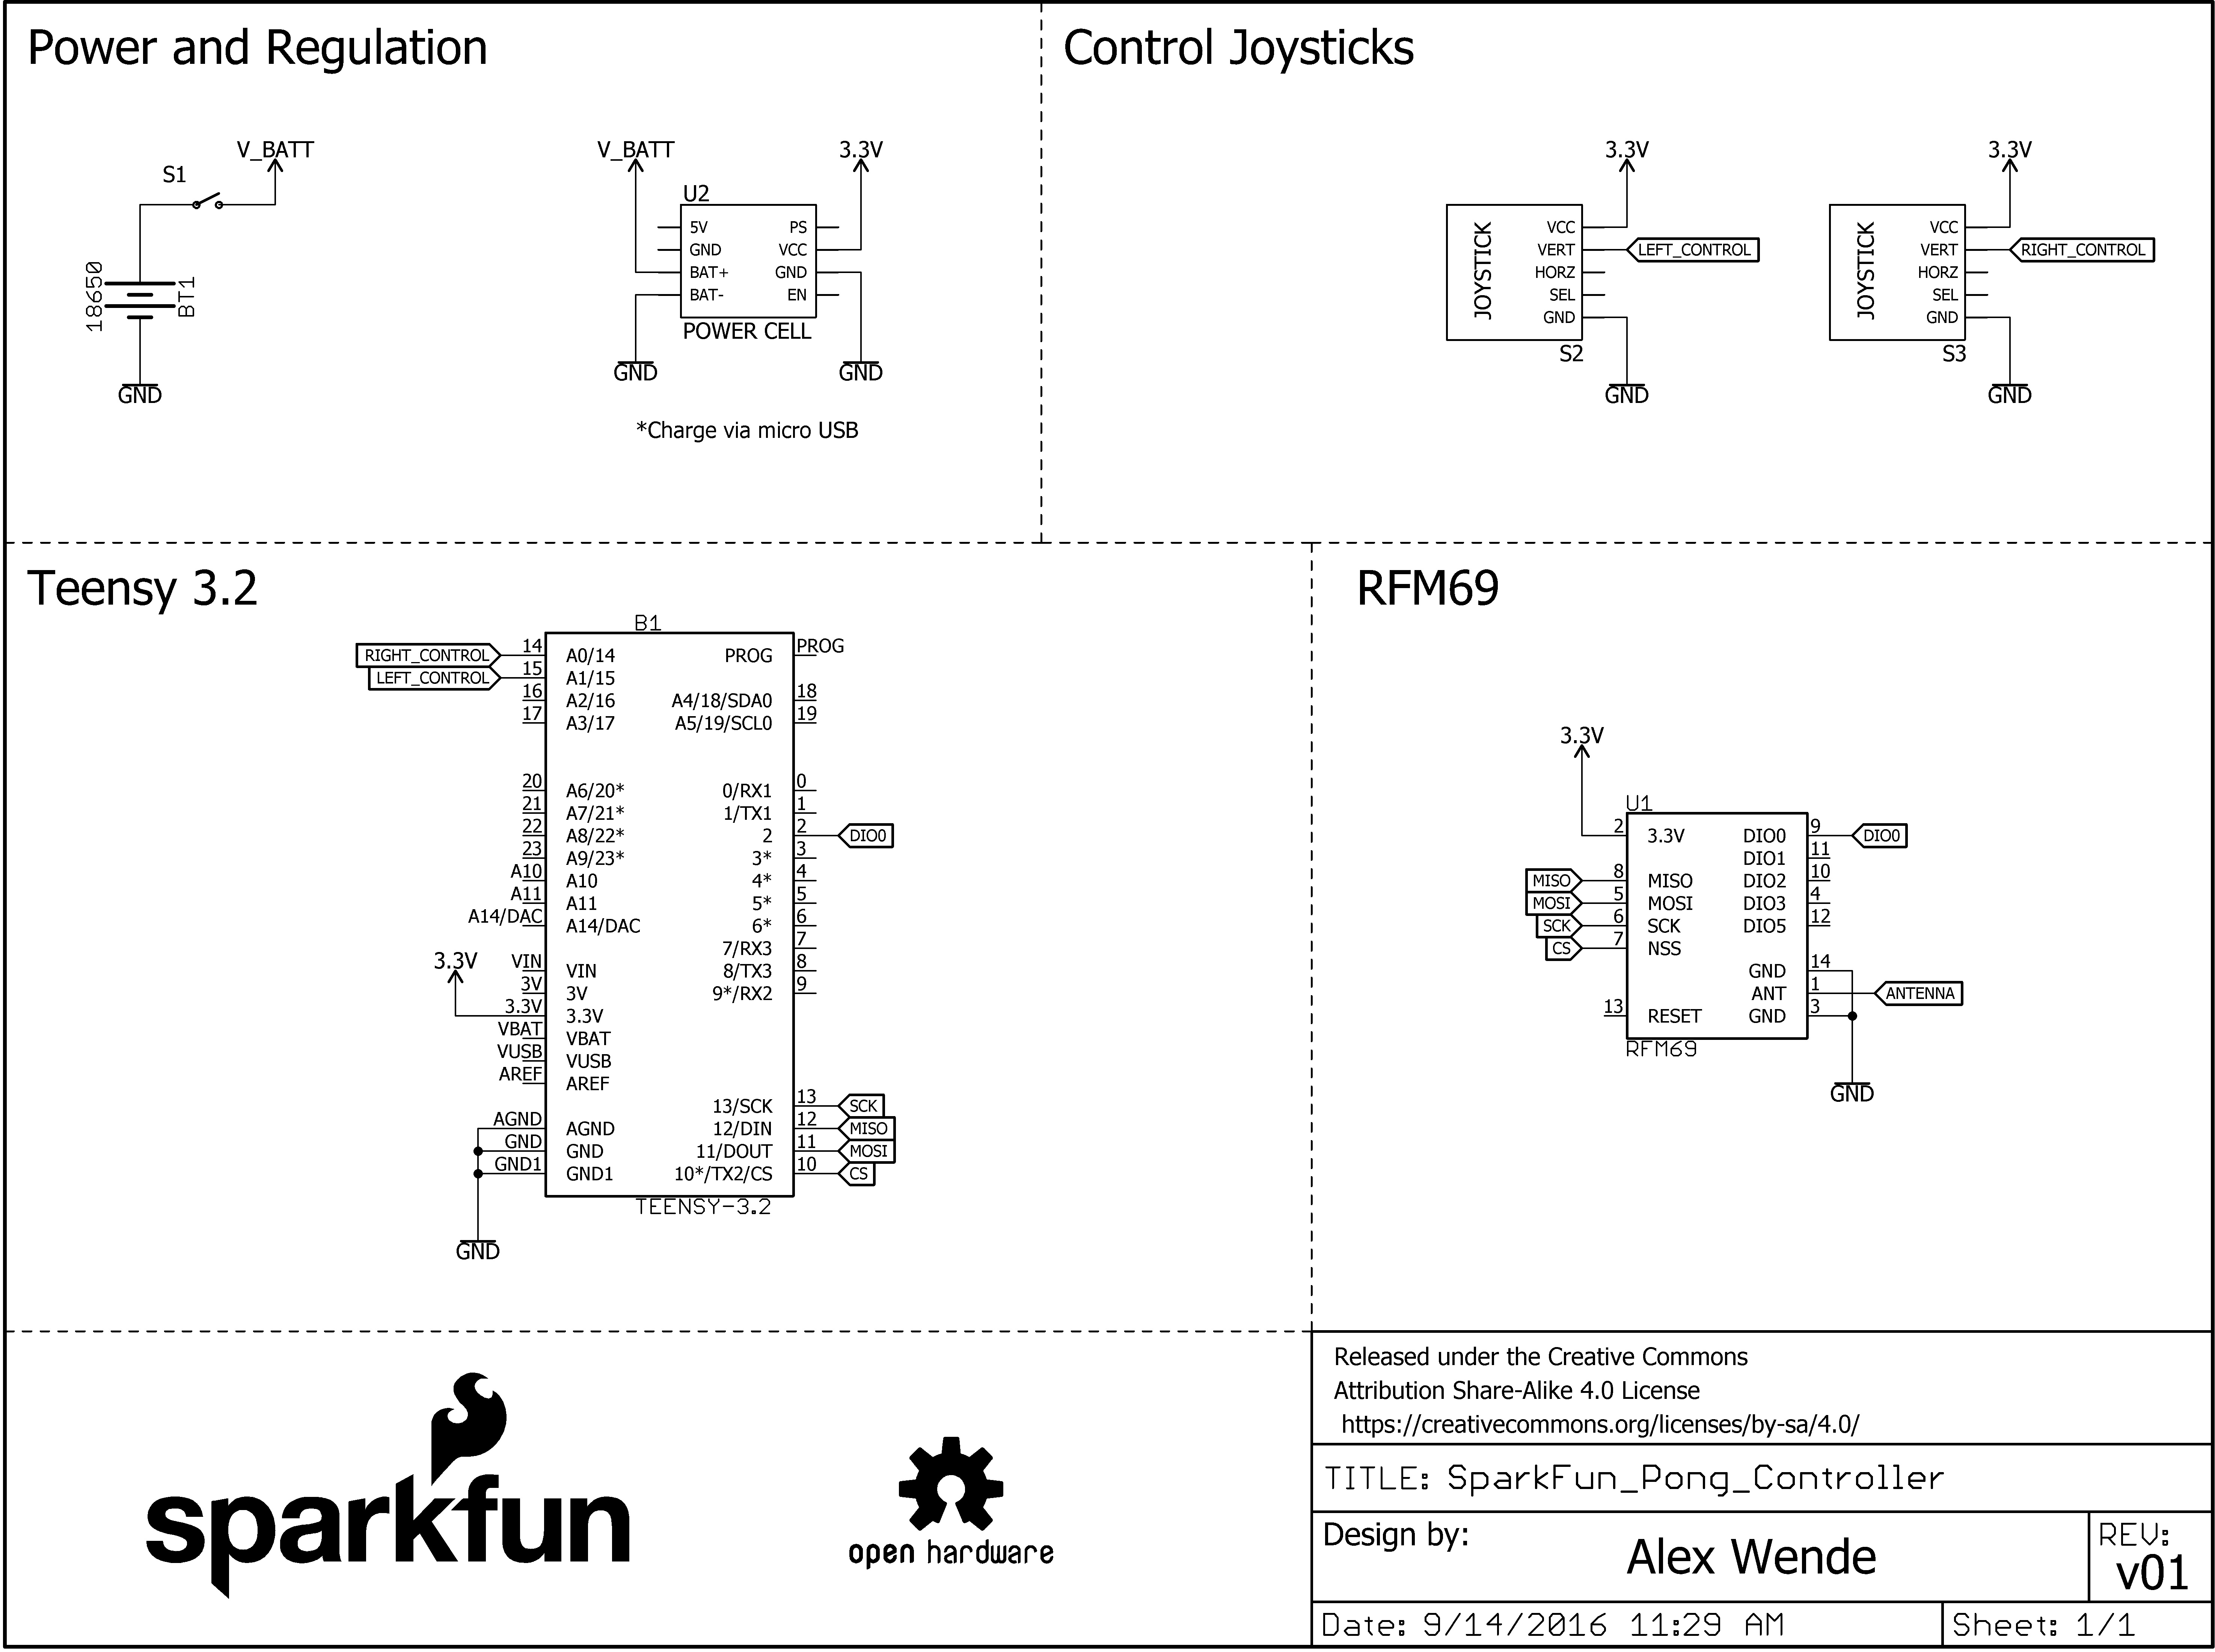 Power and Regulation
Control Joysticks
V_BATT
S1
18650
BT1
GND
V_BATT
3.3V
U2
5V
GND
BAT+
BAT-
PS
VCC
GND
EN
POWER CELL
GND
GND
*Charge via micro USB
3.3V
JOYSTICK
VCC
VERT
HORZ
SEL
GND
LEFT_CONTROL
S2
GND
3.3V
JOYSTICK
VCC
VERT
HORZ
SEL
GND
RIGHT_CONTROL
S3
GND
Teensy 3.2
B1
RIGHT_CONTROL 14 A0/14 PROG PROG
LEFT_CONTROL 15 A1/15
16 A2/16 A4/18/SDA0 18
17 A3/17 A5/19/SCL0 19
20 A6/20* 0/RX1 0
21 A7/21* 1/TX1 1
22 A8/22* 2 2 DIO0
23 A9/23* 3* 3
A10 A10 4* 4
A11 A11 5* 5
A14/DAC A14/DAC 6* 6
7/RX3 7
3.3V VIN VIN 8/TX3 8
3V 3V 9*/RX2 9
3.3V 3.3V
VBAT VBAT
VUSB VUSB
AREF AREF
13/SCK 13 SCK
AGND AGND 12/DIN 12 MISO
GND GND 11/DOUT 11 MOSI
GND1 GND1 10*/TX2/CS 10 CS
TEENSY-3.2
GND
RFM69
3.3V
U1
2 3.3V DIO0 9 DIO0
DIO1 11
MISO 8 MISO DIO2 10
MOSI 5 MOSI DIO3 4
SCK 6 SCK DIO5 12
CS 7 NSS
GND 14
ANT 1 ANTENNA
13 RESET GND 3
RFM69
GND
sparkfun
open hardware
Released under the Creative Commons
Attribution Share-Alike 4.0 License
https://creativecommons.org/licenses/by-sa/4.0/
TITLE: SparkFun_Pong_Controller
Design by:
Alex Wende
REV:
v01
Date: 9/14/2016 11:29 AM
Sheet: 1/1